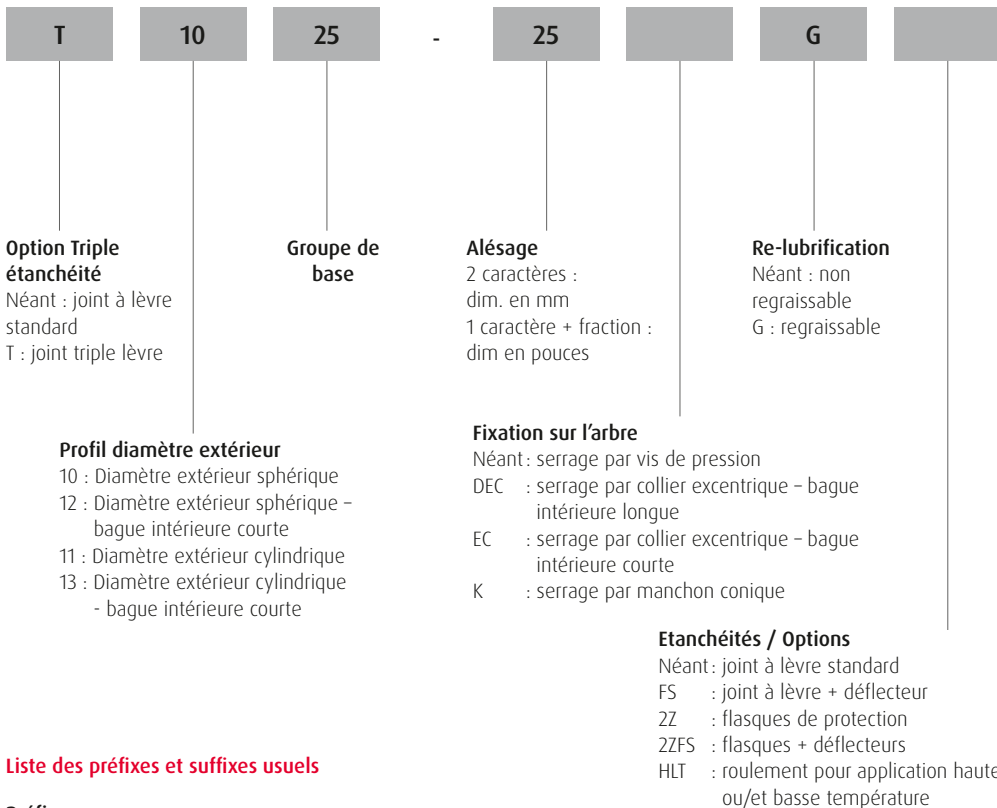 T 10 25 - 25 G
Option Triple
étanchéité
Néant : joint à lèvre
standard
T : joint triple lèvre
Groupe de
base
Alésage
2 caractères :
dim. en mm
1 caractère + fraction :
dim en pouces
Re-lubrification
Néant : non
regraissable
G : regraissable
Profil diamètre extérieur
10 : Diamètre extérieur sphérique
12 : Diamètre extérieur sphérique –
bague intérieure courte
11 : Diamètre extérieur cylindrique
13 : Diamètre extérieur cylindrique
- bague intérieure courte
Fixation sur l’arbre
Néant : serrage par vis de pression
DEC : serrage par collier excentrique – bague
intérieure longue
EC : serrage par collier excentrique – bague
intérieure courte
K : serrage par manchon conique
Etanchéités / Options
Néant : joint à lèvre standard
FS : joint à lèvre + déflecteur
2Z : flasques de protection
2ZFS : flasques + déflecteurs
HLT : roulement pour application haute
ou/et basse température
Liste des préfixes et suffixes usuels